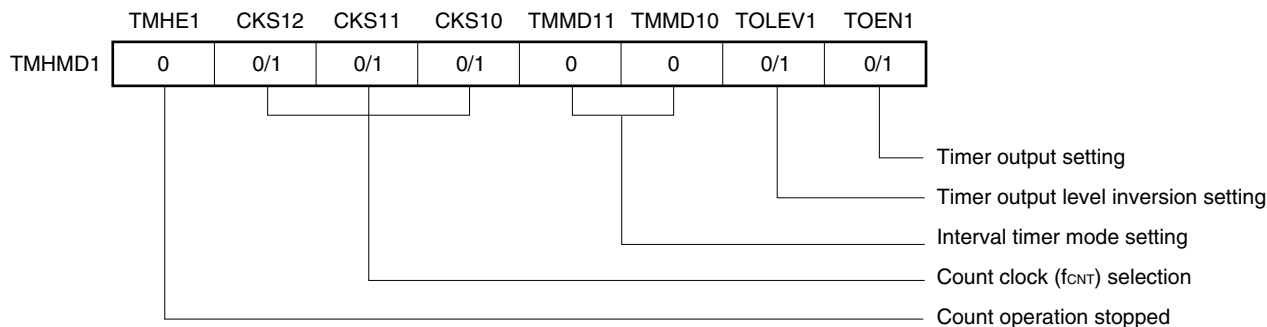 TMHE1 CKS12 CKS11 CKS10 TMMD11 TMMD10 TOLEV1 TOEN1
TMHMD1 0 0/1 0/1 0/1 0 0 0/1 0/1
Timer output setting
Timer output level inversion setting
Interval timer mode setting
Count clock (fCNT) selection
Count operation stopped